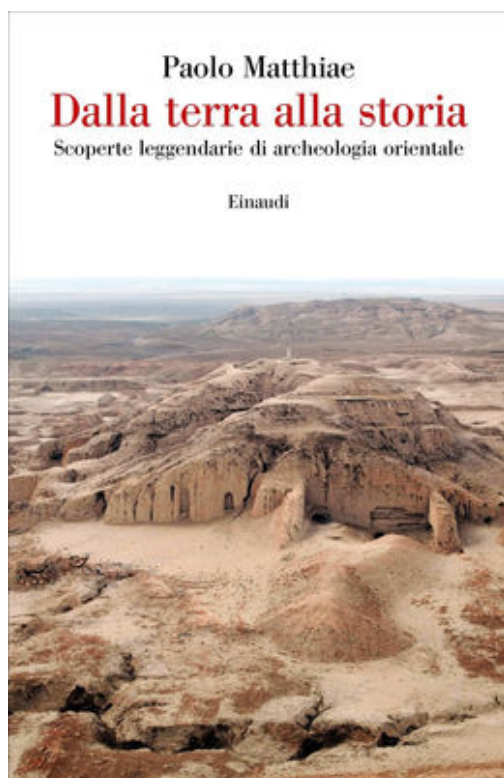 Paolo Matthiae
Dalla terra alla storia
Scoperte leggendarie di archeologia orientale
Einaudi